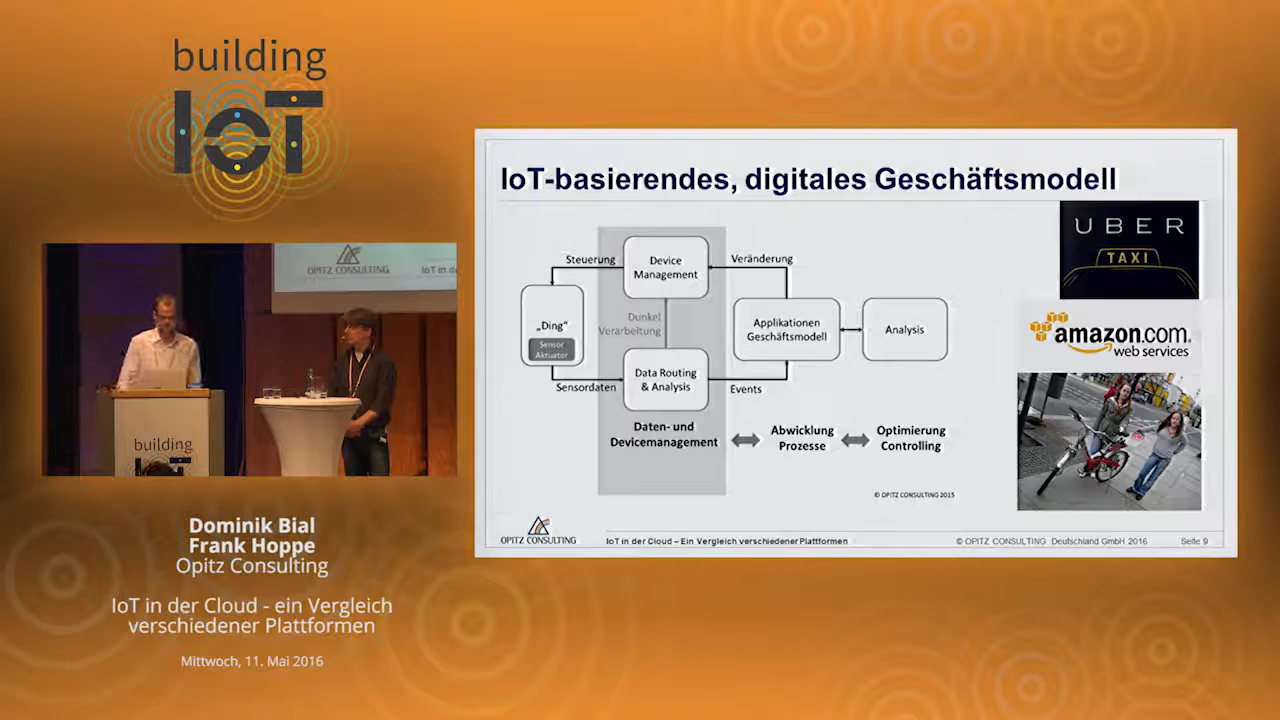 building
IoT
OPITZ CONSULTING
IoT in d
building
Dominik Bial
Frank Hoppe
Opitz Consulting
IoT in der Cloud - ein Vergleich
verschiedener Plattformen
Mittwoch, 11. Mai 2016
IoT-basierendes, digitales Geschäftsmodell
UBER
TAXI
amazon.com
web services
Steuerung
Device
Management
Veränderung
„Ding“
Sensor
Aktuator
Dunkel
Verarbeitung
Applikationen
Geschäftsmodell
Analysis
Sensordaten
Data Routing
& Analysis
Events
Daten- und
Devicemanagement
Abwicklung
Prozesse
Optimierung
Controlling
© OPITZ CONSULTING 2015
OPITZ CONSULTING
IoT in der Cloud – Ein Vergleich verschiedener Plattformen
© OPITZ CONSULTING Deutschland GmbH 2016
Seite 9